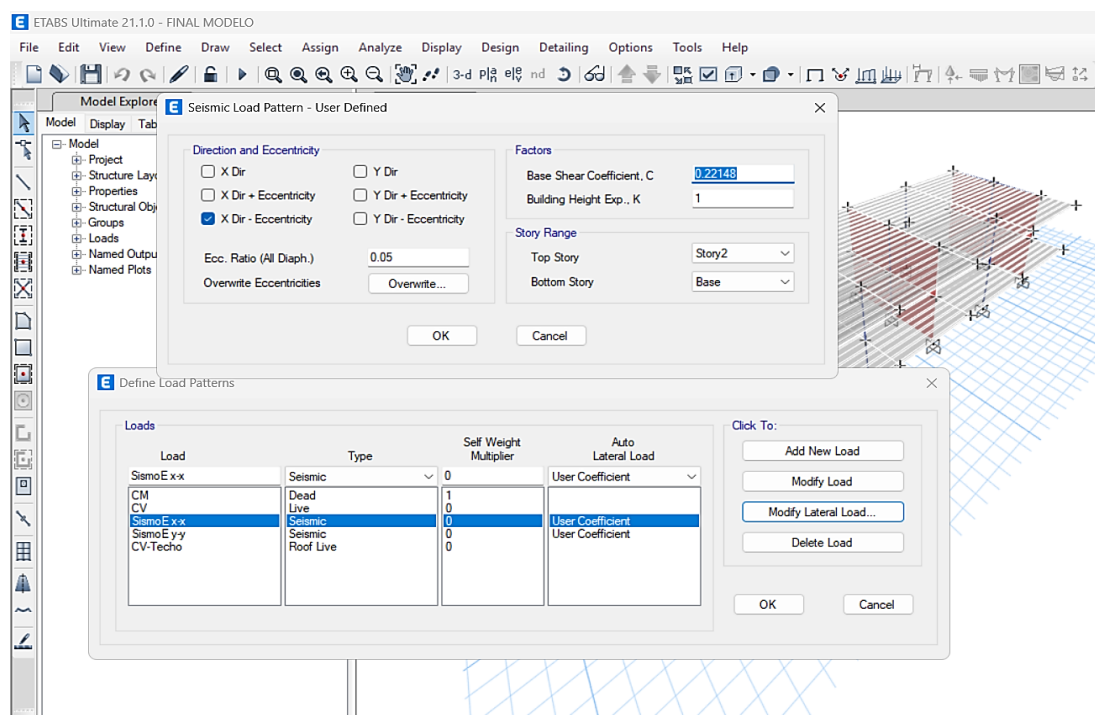 ETABS Ultimate 21.1.0 - FINAL MODELO
File Edit View Define Draw Select Assign Analyze Display Design Detailing Options Tools Help
3-d Pla elė nd
Model Explore
Model Display Tab
Model
Project
Structure Layo
Properties
Structural Obj
Groups
Loads
Named Outpu
Named Plots
Seismic Load Pattern - User Defined
Direction and Eccentricity
X Dir Y Dir
X Dir + Eccentricity Y Dir + Eccentricity
X Dir - Eccentricity Y Dir - Eccentricity
Ecc. Ratio (All Diaph.) 0.05
Overwrite Eccentricities Overwrite...
Factors
Base Shear Coefficient, C 0.22148
Building Height Exp., K 1
Story Range
Top Story Story2
Bottom Story Base
OK Cancel
Define Load Patterns
Loads
Load Type Self Weight Multiplier Auto Lateral Load
SismoE x-x Seismic 0 User Coefficient
CM Dead 1
CV Live 0
SismoE x-x Seismic 0 User Coefficient
SismoE y-y Seismic 0 User Coefficient
CV-Techo Roof Live 0
Click To:
Add New Load
Modify Load
Modify Lateral Load...
Delete Load
OK Cancel